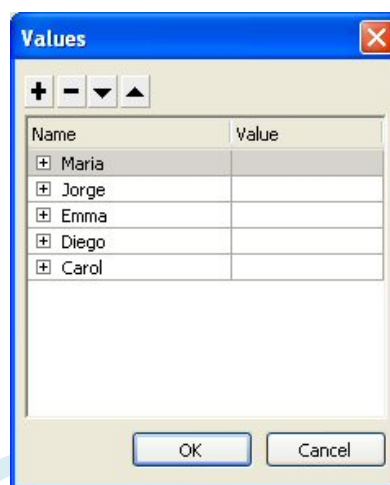 Values
Name Value
Maria
Jorge
Emma
Diego
Carol
OK Cancel